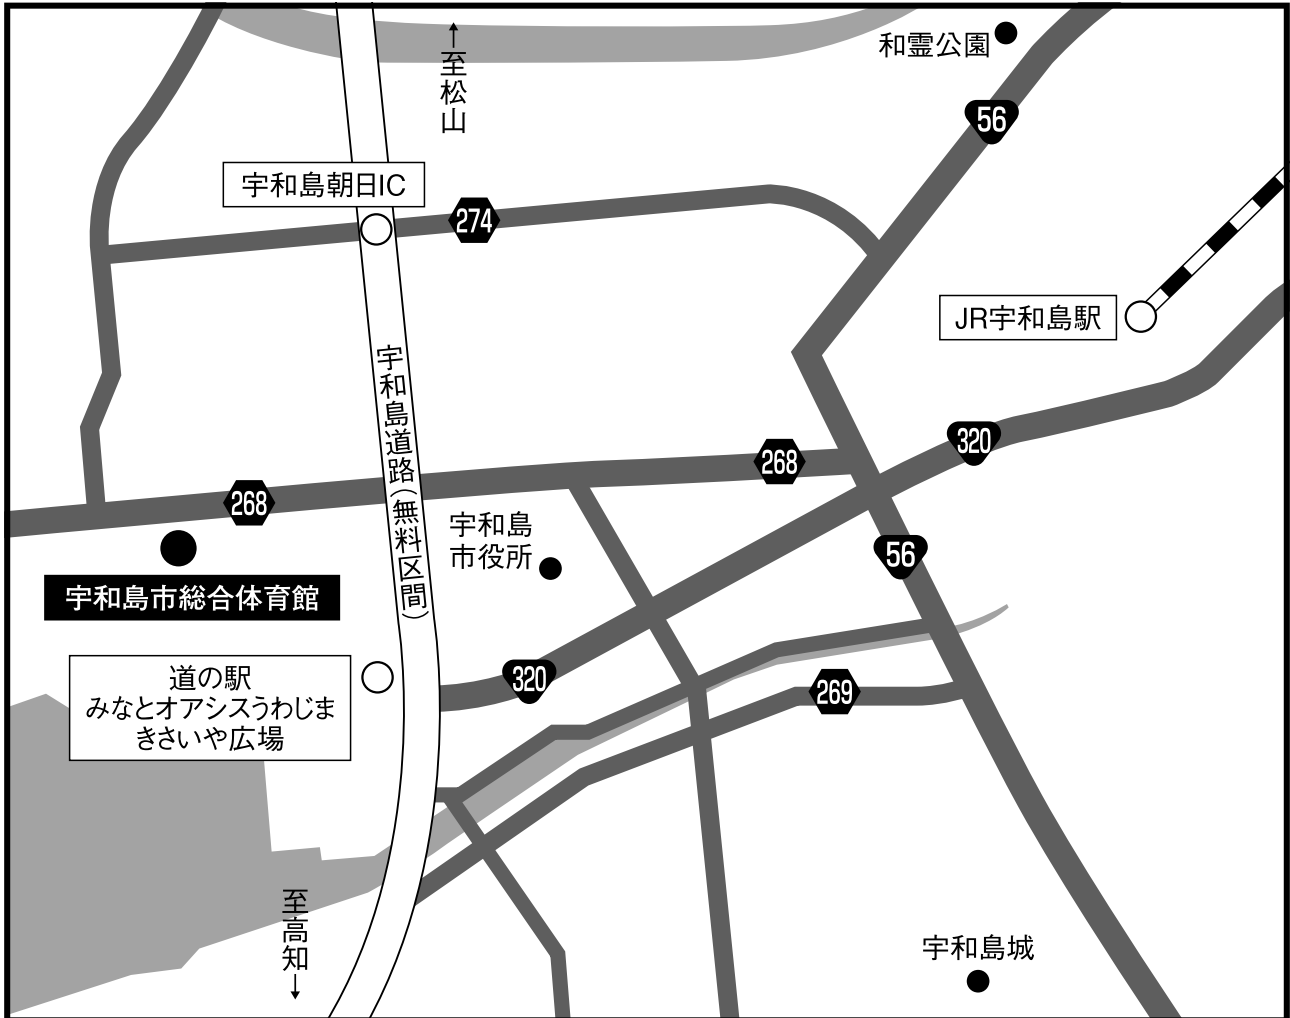 和霊公園
↑至松山
56
宇和島朝日IC
274
JR宇和島駅
宇和島道路(無料区間)
320
268
268
宇和島
市役所
56
宇和島市総合体育館
道の駅
みなとオアシスうわじま
きさいや広場
320
269
至高知↓
宇和島城